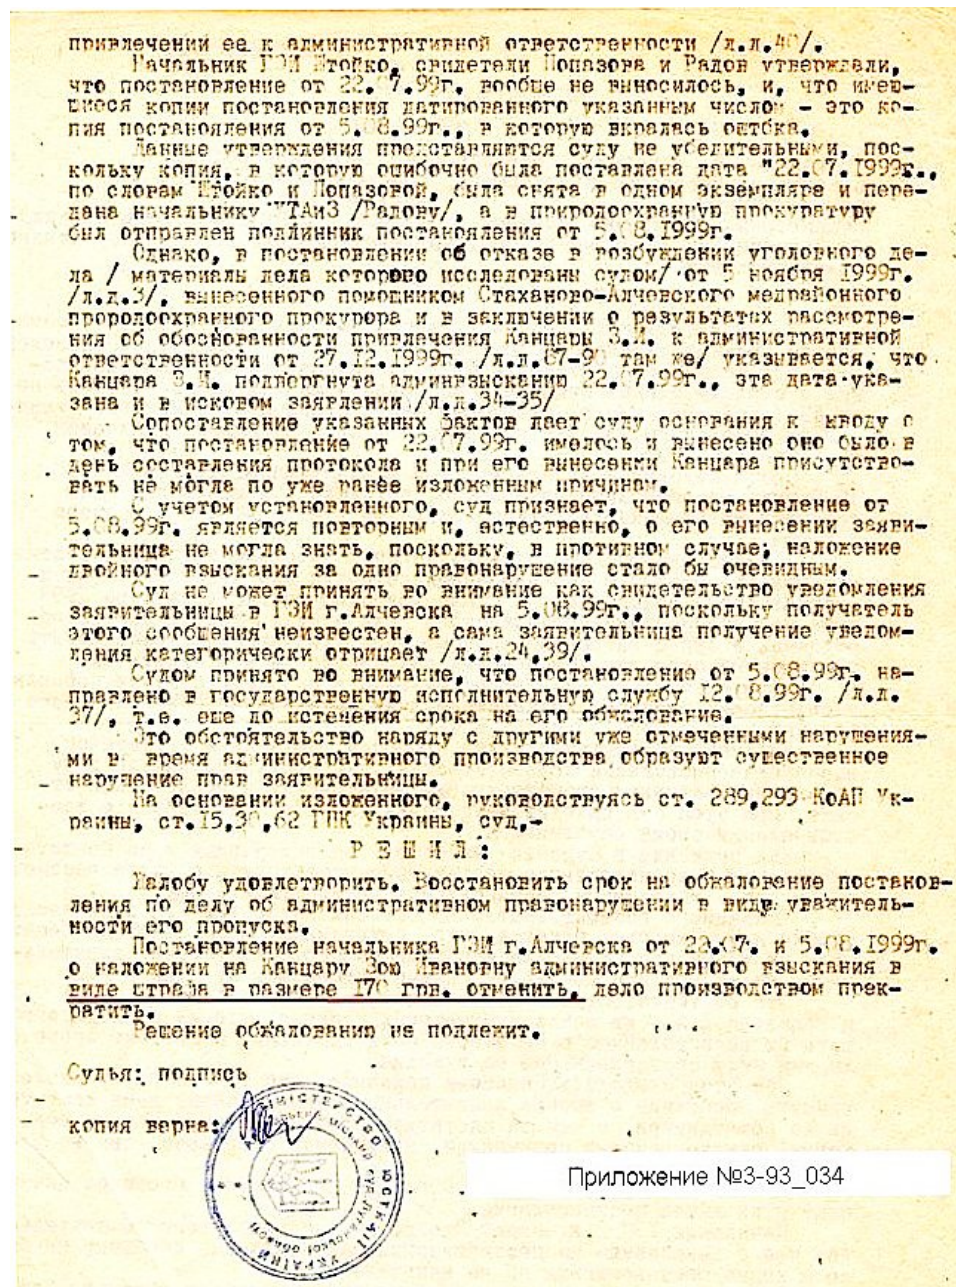 привлечении ее к административной ответственности /л.д.40/.
Начальник ГЭИ Штойко, свидетели Попазова и Радов утверждали,
что постановление от 22.07.99г. вообще не выносилось, и, что имею-
щиеся копии постановления датированного указанным числом - это ко-
пия постановления от 5.08.99г., в которую вкралась ошибка.
Данные утверждения представляются суду не убедительными, пос-
кольку копия, в которую ошибочно была поставлена дата "22.07.1999г.,
по словам Штойко и Попазовой, была снята в одном экземпляре и пере-
дана начальнику /Радову/, а в природоохранную прокуратуру
был отправлен подлинник постановления от 5.08.1999г.
Однако, в постановлении об отказе в возбуждении уголовного де-
ла / материалы дела которого исследованы судом/ от 5 ноября 1999г.
/л.д.3/, вынесенного помощником Стаханово-Алчевского межрайонного
прородоохранного прокурора и в заключении о результатах рассмотре-
ния об обоснованности привлечения Канцары З.И. к административной
ответственности от 27.12.1999г. /л.д.87-90 там же/ указывается, что
Канцара З.И. подвергнута админвзысканию 22.07.99г., эта дата ука-
зана и в исковом заявлении /л.д.34-35/
Сопоставление указанных фактов дает суду основания к выводу о
том, что постановление от 22.07.99г. имелось и вынесено оно было в
день составления протокола и при его вынесении Канцара присутство-
вать не могла по уже ранее изложенным причинам.
С учетом установленного, суд признает, что постановление от
5.08.99г. является повторным и, естественно, о его вынесении заяви-
тельница не могла знать, поскольку, в противном случае; наложение
двойного взыскания за одно правонарушение стало бы очевидным.
Суд не может принять во внимание как свидетельство уведомления
заявительницы в ГЭИ г.Алчевска на 5.08.99г., поскольку получатель
этого сообщения неизвестен, а сама заявительница получение уведом-
ления категорически отрицает /л.д.24,39/.
Судом принято во внимание, что постановление от 5.08.99г. на-
правлено в государственную исполнительную службу 12.08.99г. /л.д.
37/, т.е. еще до истечения срока на его обжалование.
Это обстоятельство наряду с другими уже отмеченными нарушения-
ми в время административного производства образуют существенное
нарушение прав заявительницы.
На основании изложенного, руководствуясь ст. 289,293 КоАП Ук-
раины, ст.15,30,62 ГПК Украины, суд,-
Р Е Ш И Л :
Жалобу удовлетворить. Восстановить срок на обжалование постанов-
ления по делу об административном правонарушении в виду уважитель-
ности его пропуска.
Постановление начальника ГЭИ г.Алчевска от 22.07. и 5.08.1999г.
о наложении на Канцару Зою Ивановну административного взыскания в
виде штрафа в размере 170 грн. отменить, дело производством прек-
ратить.
Решение обжалованию не подлежит.
Судья: подпись
копия верна:
МІНІСТЕРСТВО ЮСТИЦІЇ УКРАЇНИ
Приложение №3-93_034